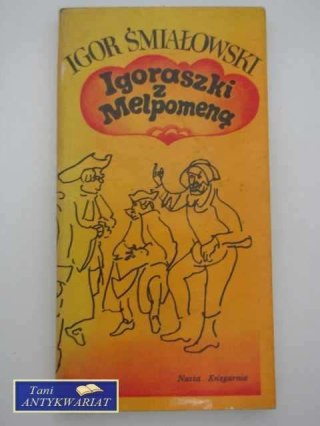 IGOR ŚMIAŁOWSKI
Igoraszki
z
Melpomeną
Nasza Księgarnia
Tani
ANTYKWARIAT